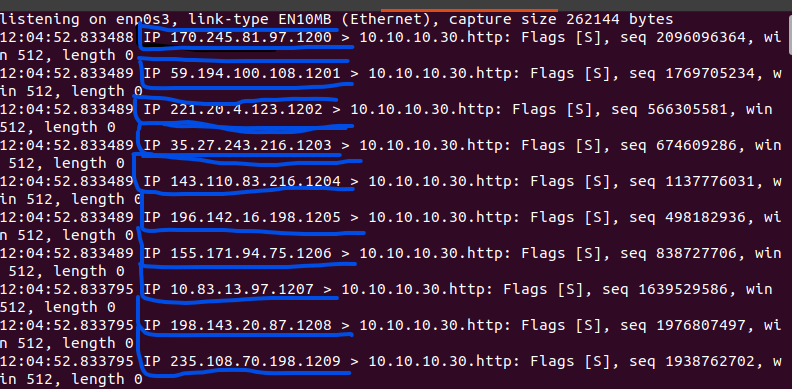 listening on enp0s3, link-type EN10MB (Ethernet), capture size 262144 bytes
12:04:52.833488 IP 170.245.81.97.1200 > 10.10.10.30.http: Flags [S], seq 2096096364, wi
n 512, length 0
12:04:52.833489 IP 59.194.100.108.1201 > 10.10.10.30.http: Flags [S], seq 1769705234, w
in 512, length 0
12:04:52.833489 IP 221.20.4.123.1202 > 10.10.10.30.http: Flags [S], seq 566305581, win
512, length 0
12:04:52.833489 IP 35.27.243.216.1203 > 10.10.10.30.http: Flags [S], seq 674609286, win
 512, length 0
12:04:52.833489 IP 143.110.83.216.1204 > 10.10.10.30.http: Flags [S], seq 1137776031, w
in 512, length 0
12:04:52.833489 IP 196.142.16.198.1205 > 10.10.10.30.http: Flags [S], seq 498182936, wi
n 512, length 0
12:04:52.833489 IP 155.171.94.75.1206 > 10.10.10.30.http: Flags [S], seq 838727706, win
 512, length 0
12:04:52.833795 IP 10.83.13.97.1207 > 10.10.10.30.http: Flags [S], seq 1639529586, win
512, length 0
12:04:52.833795 IP 198.143.20.87.1208 > 10.10.10.30.http: Flags [S], seq 1976807497, wi
n 512, length 0
12:04:52.833795 IP 235.108.70.198.1209 > 10.10.10.30.http: Flags [S], seq 1938762702, w
in 512, length 0